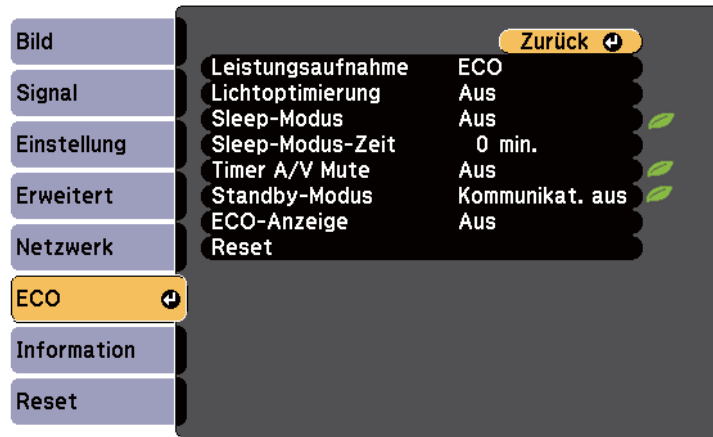 Bild
Signal
Einstellung
Erweitert
Netzwerk
ECO
Information
Reset
Zurück
Leistungsaufnahme ECO
Lichtoptimierung Aus
Sleep-Modus Aus
Sleep-Modus-Zeit 0 min.
Timer A/V Mute Aus
Standby-Modus Kommunikat. aus
ECO-Anzeige Aus
Reset